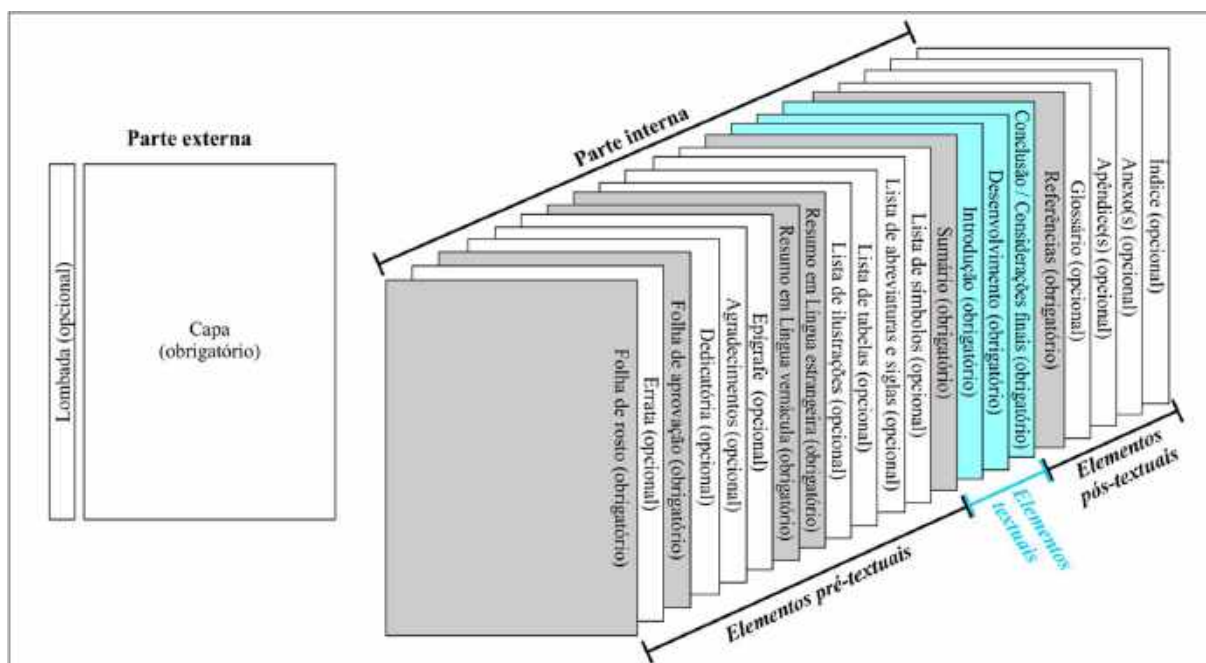 Parte externa
Lombada (opcional)
Capa
(obrigatório)
Parte interna
Folha de rosto (obrigatório)
Errata (opcional)
Folha de aprovação (obrigatório)
Dedicatória (opcional)
Agradecimentos (opcional)
Epígrafe (opcional)
Resumo em Língua vernácula (obrigatório)
Resumo em Língua estrangeira (obrigatório)
Lista de ilustrações (opcional)
Lista de tabelas (opcional)
Lista de abreviaturas e siglas (opcional)
Lista de símbolos (opcional)
Sumário (obrigatório)
Introdução (obrigatório)
Desenvolvimento (obrigatório)
Conclusão / Considerações finais (obrigatório)
Referências (obrigatório)
Glossário (opcional)
Apêndice(s) (opcional)
Anexo(s) (opcional)
Índice (opcional)
Elementos pré-textuais
Elementos
textuais
Elementos
pós-textuais